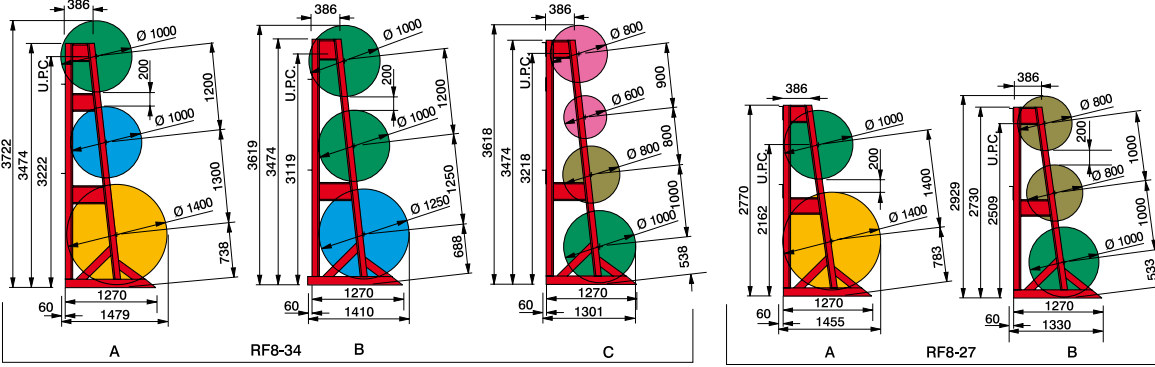 386
Ø 1000
3722
3474
3222
U.P.C.
200
1200
Ø 1000
1300
Ø 1400
738
1270
60
1479
A
386
Ø 1000
3619
3474
3119
U.P.C.
200
1200
Ø 1000
1250
Ø 1250
688
1270
60
1410
B
386
Ø 800
3618
3474
3218
U.P.C.
900
Ø 600
800
Ø 800
1000
Ø 1000
538
1270
60
1301
C
RF8-34
386
Ø 1000
2770
2162
U.P.C.
200
1400
Ø 1400
783
1270
60
1455
A
386
Ø 800
2929
2730
2509
U.P.C.
200
1000
Ø 800
1000
Ø 1000
533
1270
60
1330
B
RF8-27